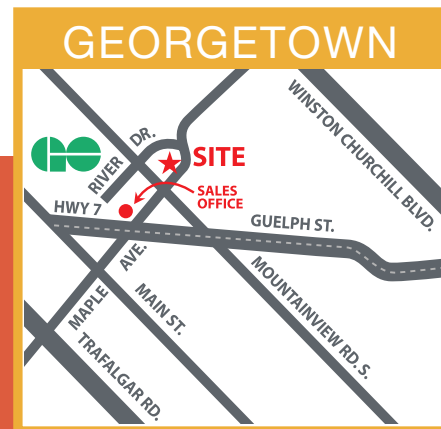 GEORGETOWN
WINSTON CHURCHILL BLVD.
RIVER DR.
GO
SITE
SALES
OFFICE
HWY 7
GUELPH ST.
MAPLE AVE.
MAIN ST.
MOUNTAINVIEW RD. S.
TRAFALGAR RD.